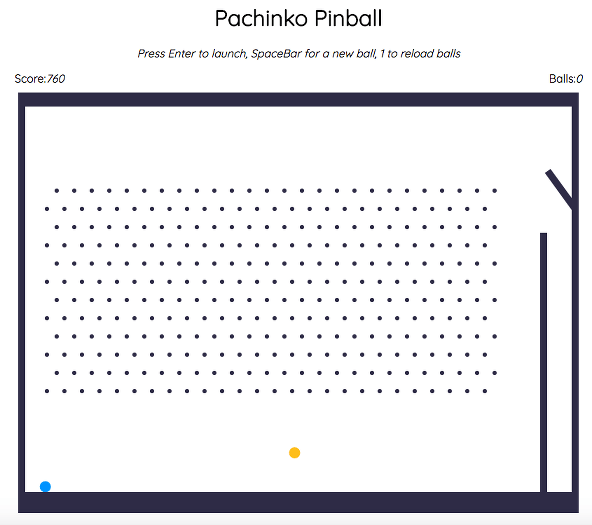 Pachinko Pinball
Press Enter to launch, SpaceBar for a new ball, 1 to reload balls
Score:760 Balls:0